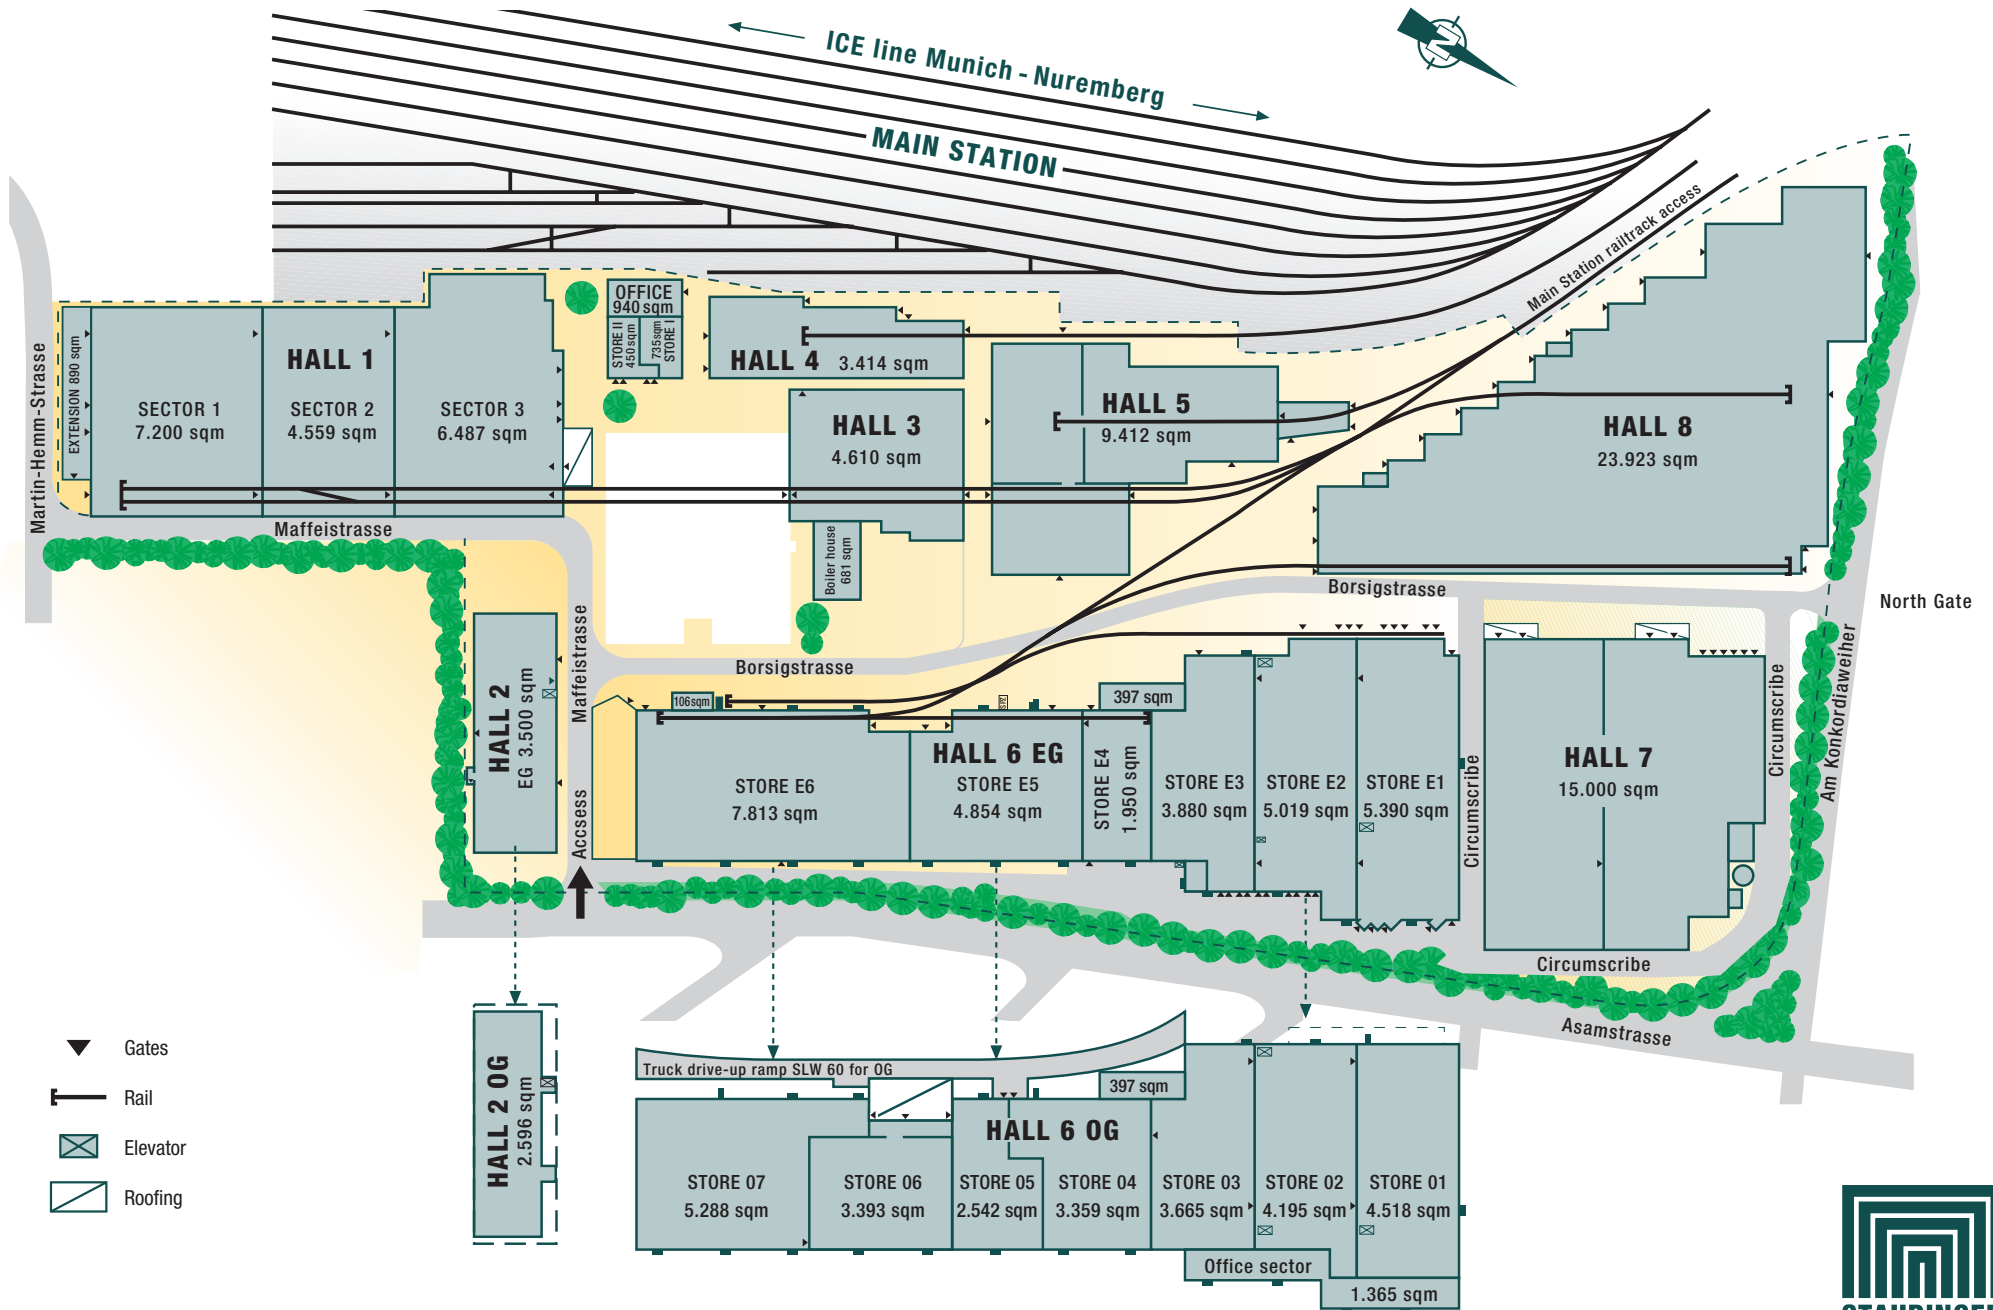 ICE line Munich - Nuremberg
MAIN STATION
Main Station railtrack access
Martin-Hemm-Strasse
EXTENSION 890 sqm
HALL 1
SECTOR 1
7.200 sqm
SECTOR 2
4.559 sqm
SECTOR 3
6.487 sqm
OFFICE
940 sqm
STORE II
450 sqm
735 sqm
STORE I
HALL 4 3.414 sqm
HALL 3
4.610 sqm
HALL 5
9.412 sqm
HALL 8
23.923 sqm
Boiler house
681 sqm
Maffeistrasse
Maffeistrasse
Borsigstrasse
Borsigstrasse
North Gate
Am Konkordiaweiher
HALL 2
EG 3.500 sqm
Accsess
106sqm
397 sqm
HALL 6 EG
STORE E6
7.813 sqm
STORE E5
4.854 sqm
STORE E4
1.950 sqm
STORE E3
3.880 sqm
STORE E2
5.019 sqm
STORE E1
5.390 sqm
Circumscribe
HALL 7
15.000 sqm
Circumscribe
Circumscribe
Asamstrasse
Gates
Rail
Elevator
Roofing
HALL 2 OG
2.596 sqm
Truck drive-up ramp SLW 60 for OG
397 sqm
HALL 6 OG
STORE 07
5.288 sqm
STORE 06
3.393 sqm
STORE 05
2.542 sqm
STORE 04
3.359 sqm
STORE 03
3.665 sqm
STORE 02
4.195 sqm
STORE 01
4.518 sqm
Office sector
1.365 sqm